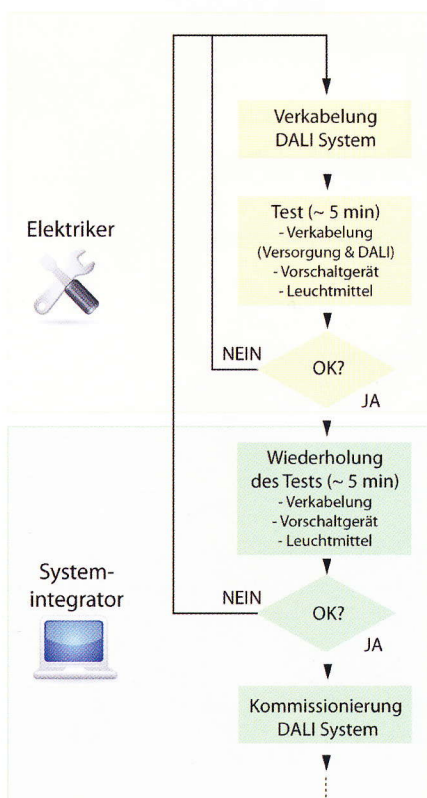 Verkabelung
DALI System
Test (~ 5 min)
- Verkabelung
(Versorgung & DALI)
- Vorschaltgerät
- Leuchtmittel
Elektriker
NEIN
OK?
JA
Wiederholung
des Tests (~ 5 min)
- Verkabelung
- Vorschaltgerät
- Leuchtmittel
System-
integrator
NEIN
OK?
JA
Kommissionierung
DALI System